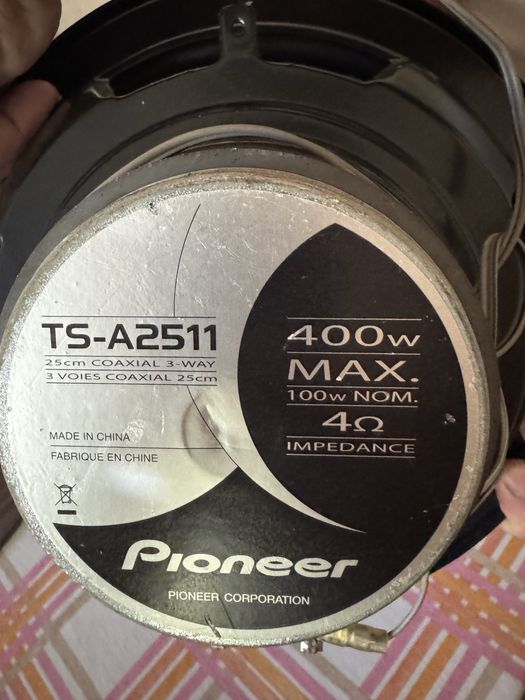 TS-A2511
25cm COAXIAL 3-WAY
3 VOIES COAXIAL 25cm
MADE IN CHINA
FABRIQUE EN CHINE
400w
MAX.
100w NOM.
4Ω
IMPEDANCE
Pioneer
PIONEER CORPORATION